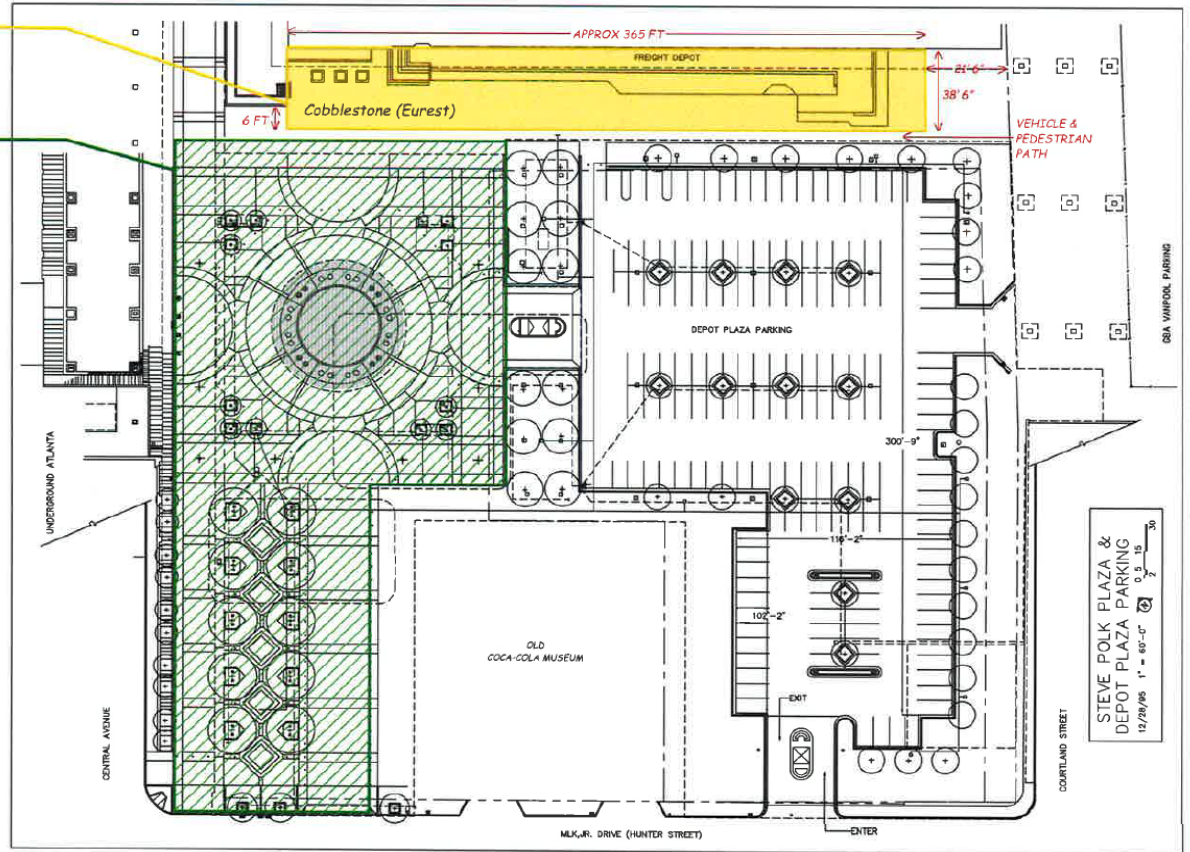 APPROX 365 FT
FREIGHT DEPOT
21'6"
38'6"
Cobblestone (Eurest)
6 FT
VEHICLE &
PEDESTRIAN
PATH
GBA VANPOOL PARKING
DEPOT PLAZA PARKING
300'-9"
UNDERGROUND ATLANTA
116'-2"
102'-2"
OLD
COCA-COLA MUSEUM
EXIT
STEVE POLK PLAZA &
DEPOT PLAZA PARKING
12/28/95 1" = 60'-0" 0 5 15 30
CENTRAL AVENUE
COURTLAND STREET
MLK,JR. DRIVE (HUNTER STREET)
ENTER